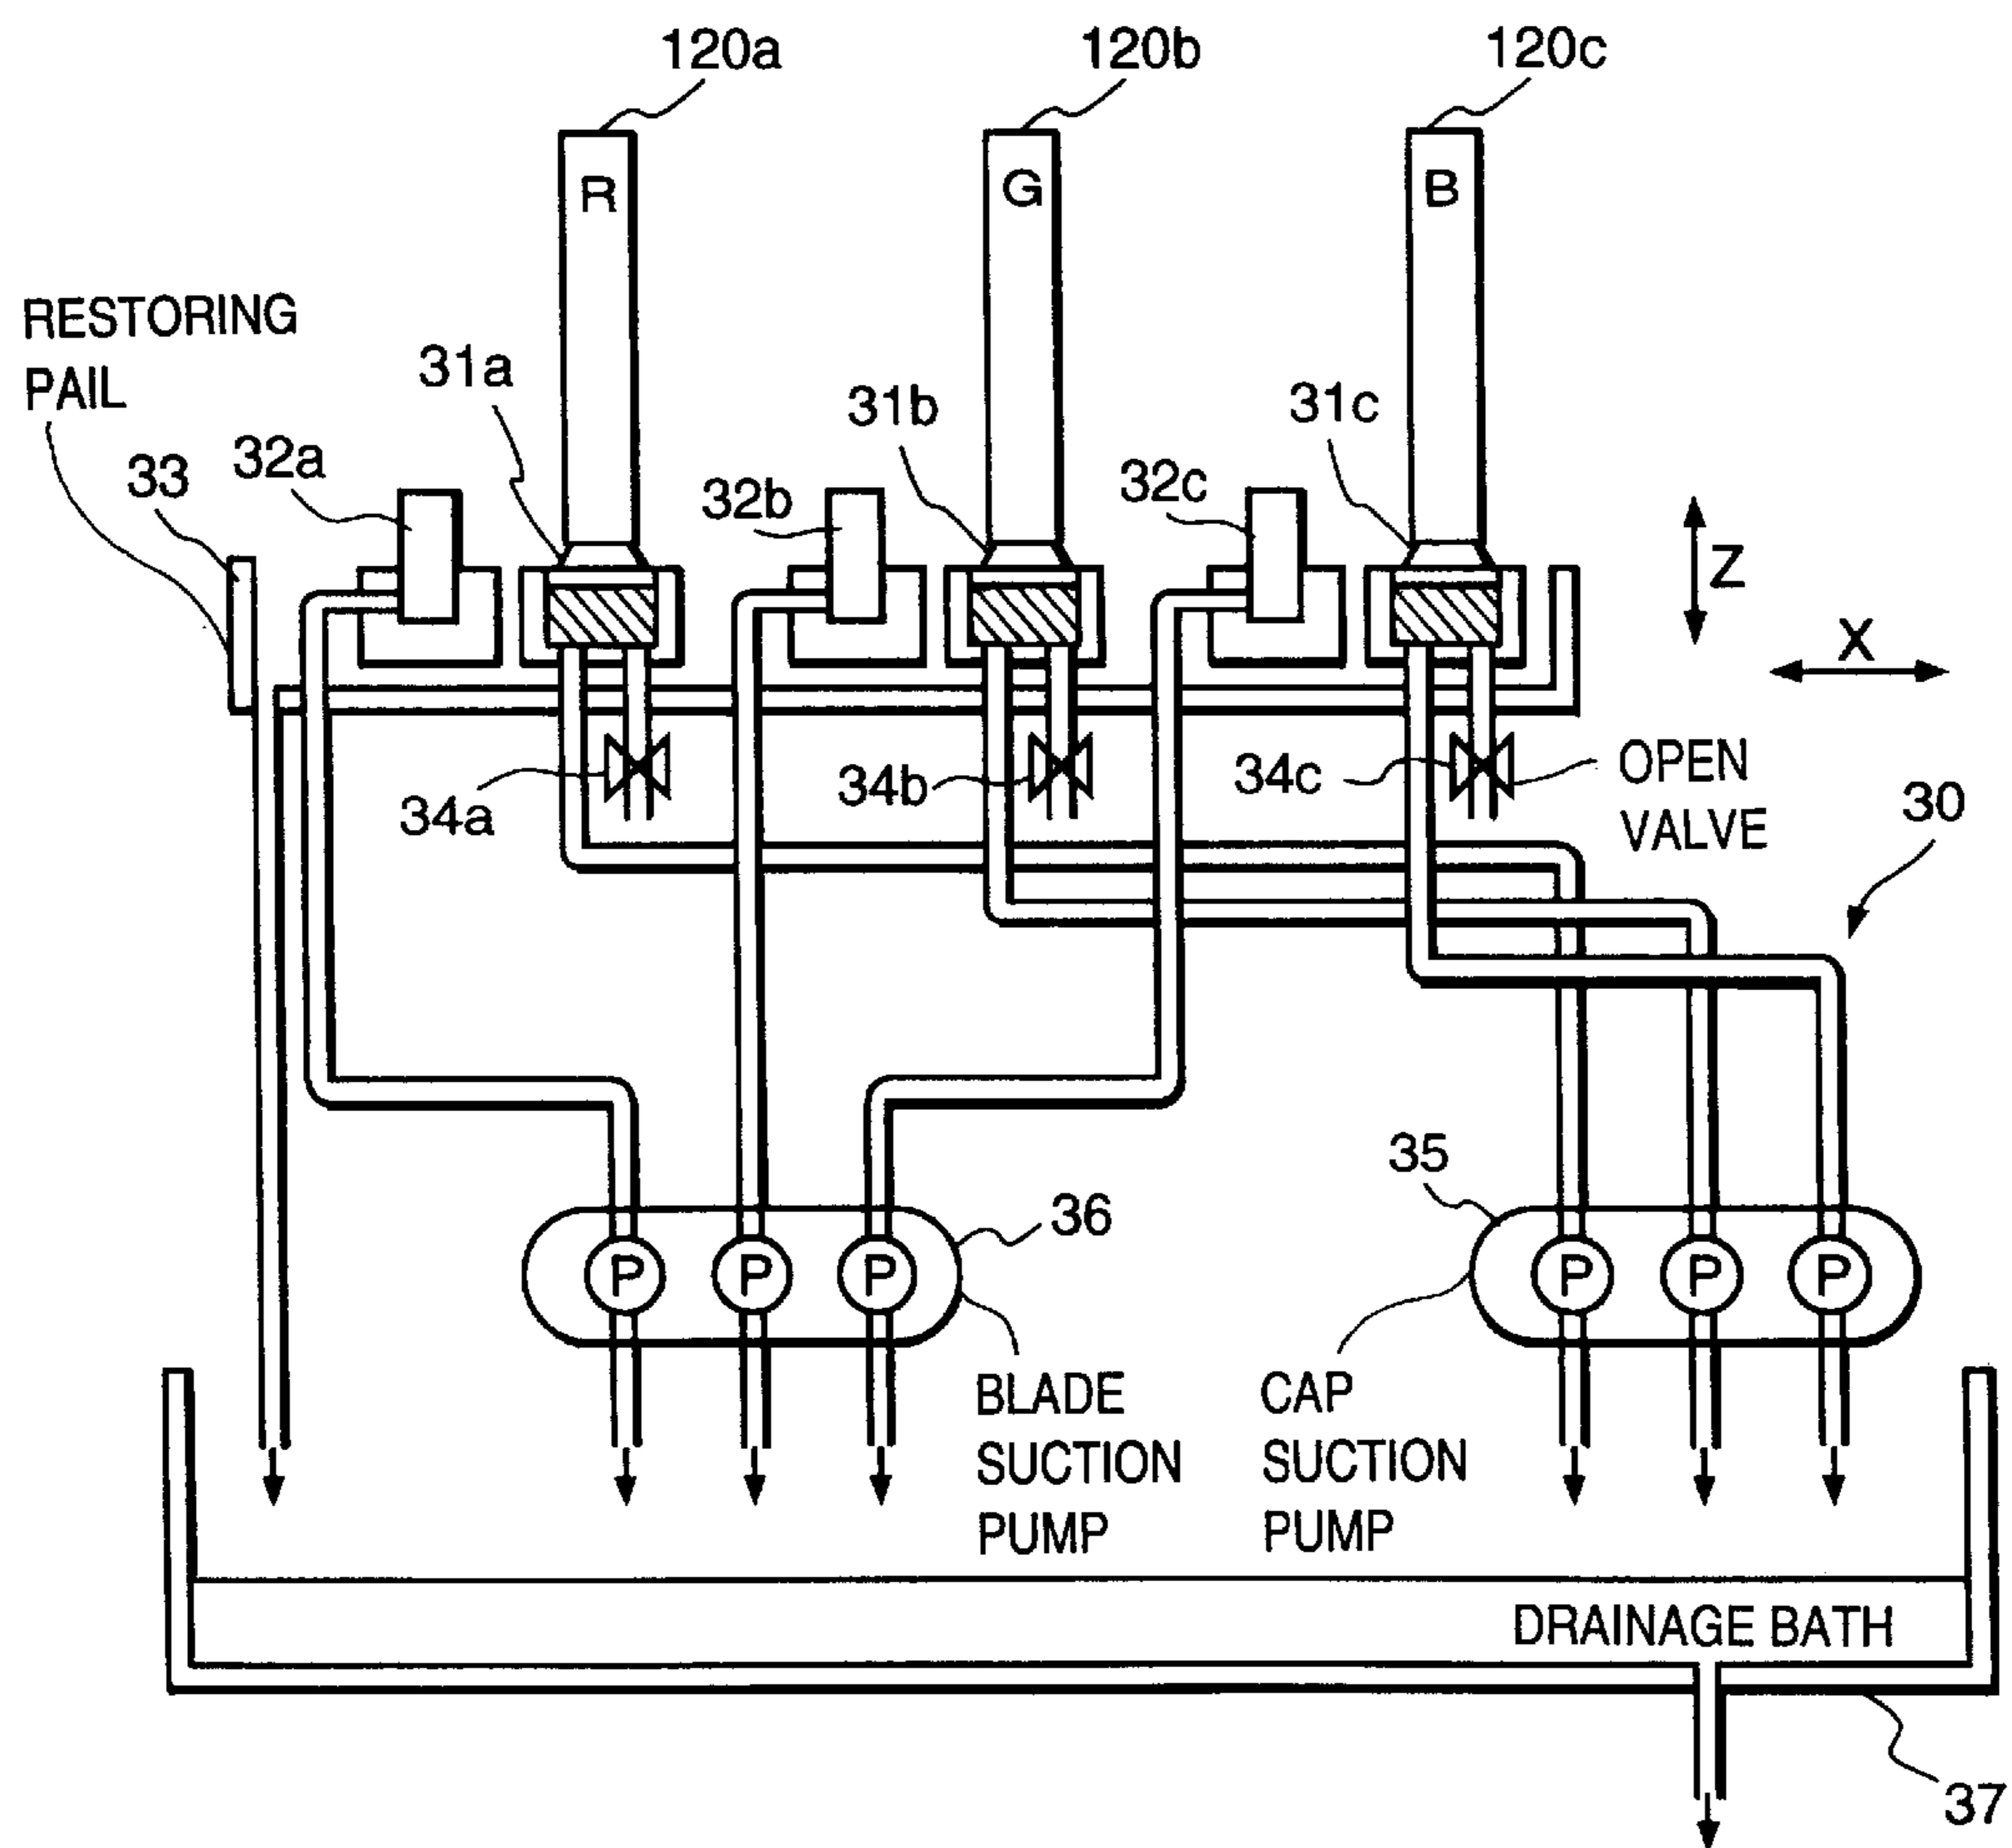 120a
120b
120c
R
G
B
RESTORING
PAIL
31a
31b
31c
33
32a
32b
32c
Z
X
34a
34b
34c
OPEN
VALVE
30
35
36
P
P
P
P
P
P
BLADE
SUCTION
PUMP
CAP
SUCTION
PUMP
DRAINAGE BATH
37